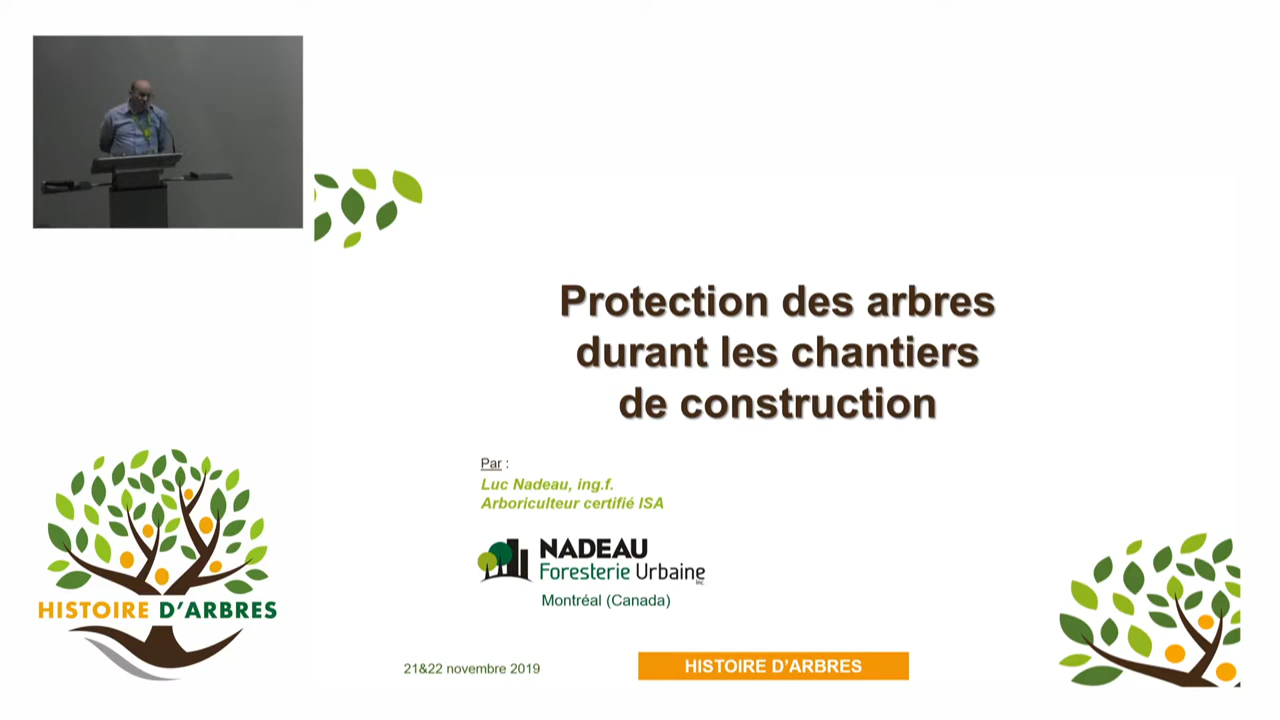 Protection des arbres
durant les chantiers
de construction
Par :
Luc Nadeau, ing.f.
Arboriculteur certifié ISA
NADEAU
Foresterie Urbaine
Inc.
Montréal (Canada)
HISTOIRE D'ARBRES
21&22 novembre 2019
HISTOIRE D'ARBRES